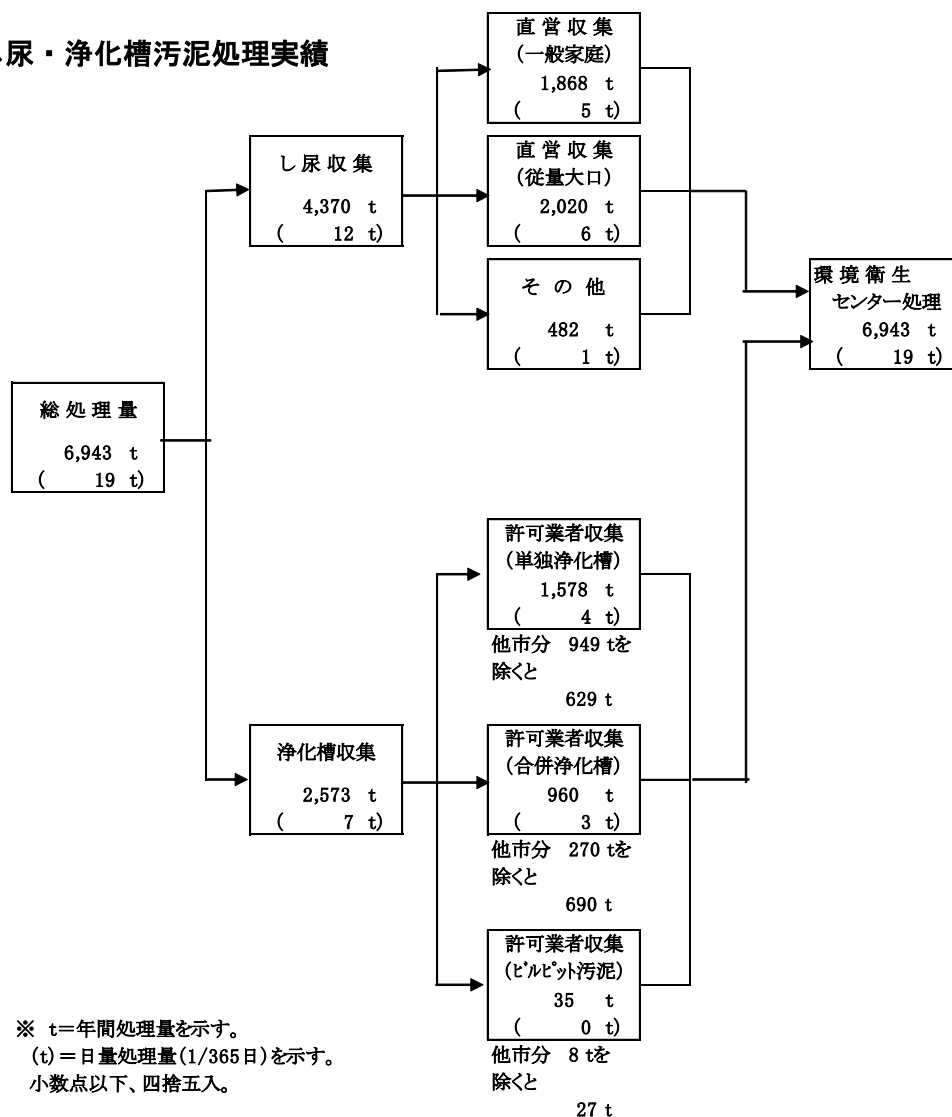 尿・浄化槽汚泥処理実績
直 営 収 集
(一般家庭)
1,868 t
( 5 t)
し 尿 収 集
4,370 t
( 12 t)
直 営 収 集
(従量大口)
2,020 t
( 6 t)
そ の 他
482 t
( 1 t)
環 境 衛 生
センター処理
6,943 t
( 19 t)
総 処 理 量
6,943 t
( 19 t)
許可業者収集
(単独浄化槽)
1,578 t
( 4 t)
他市分 949 tを
除くと
629 t
浄化槽収集
2,573 t
( 7 t)
許可業者収集
(合併浄化槽)
960 t
( 3 t)
他市分 270 tを
除くと
690 t
許可業者収集
(ﾋﾞﾙﾋﾟｯﾄ汚泥)
35 t
( 0 t)
他市分 8 tを
除くと
27 t
※ t＝年間処理量を示す。
(t)＝日量処理量(1/365日)を示す。
小数点以下、四捨五入。